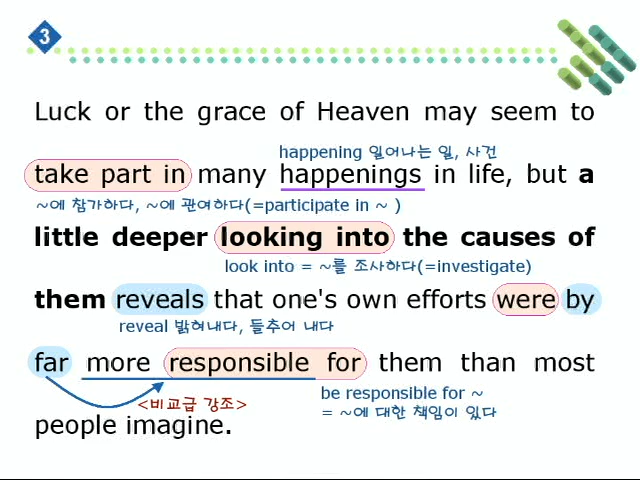 3
Luck or the grace of Heaven may seem to
happening 일어나는 일, 사건
take part in many happenings in life, but a
~에 참가하다, ~에 관여하다(=participate in ~ )
little deeper looking into the causes of
look into = ~를 조사하다(=investigate)
them reveals that one's own efforts were by
reveal 밝혀내다, 들추어 내다
far more responsible for them than most
be responsible for ~
<비교급 강조>
= ~에 대한 책임이 있다
people imagine.